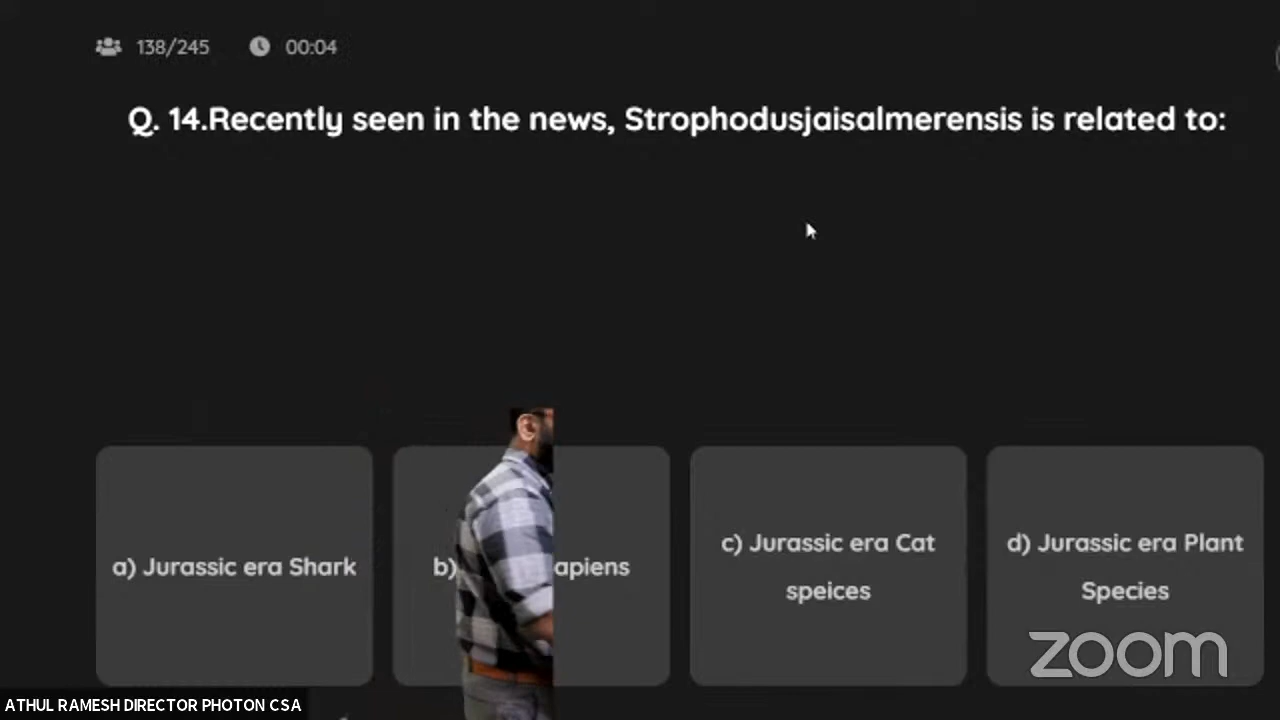 138/245 00:04
Q. 14.Recently seen in the news, Strophodusjaisalmerensis is related to:
a) Jurassic era Shark
b) apiens
c) Jurassic era Cat
speices
d) Jurassic era Plant
Species
zoom
ATHUL RAMESH DIRECTOR PHOTON CSA